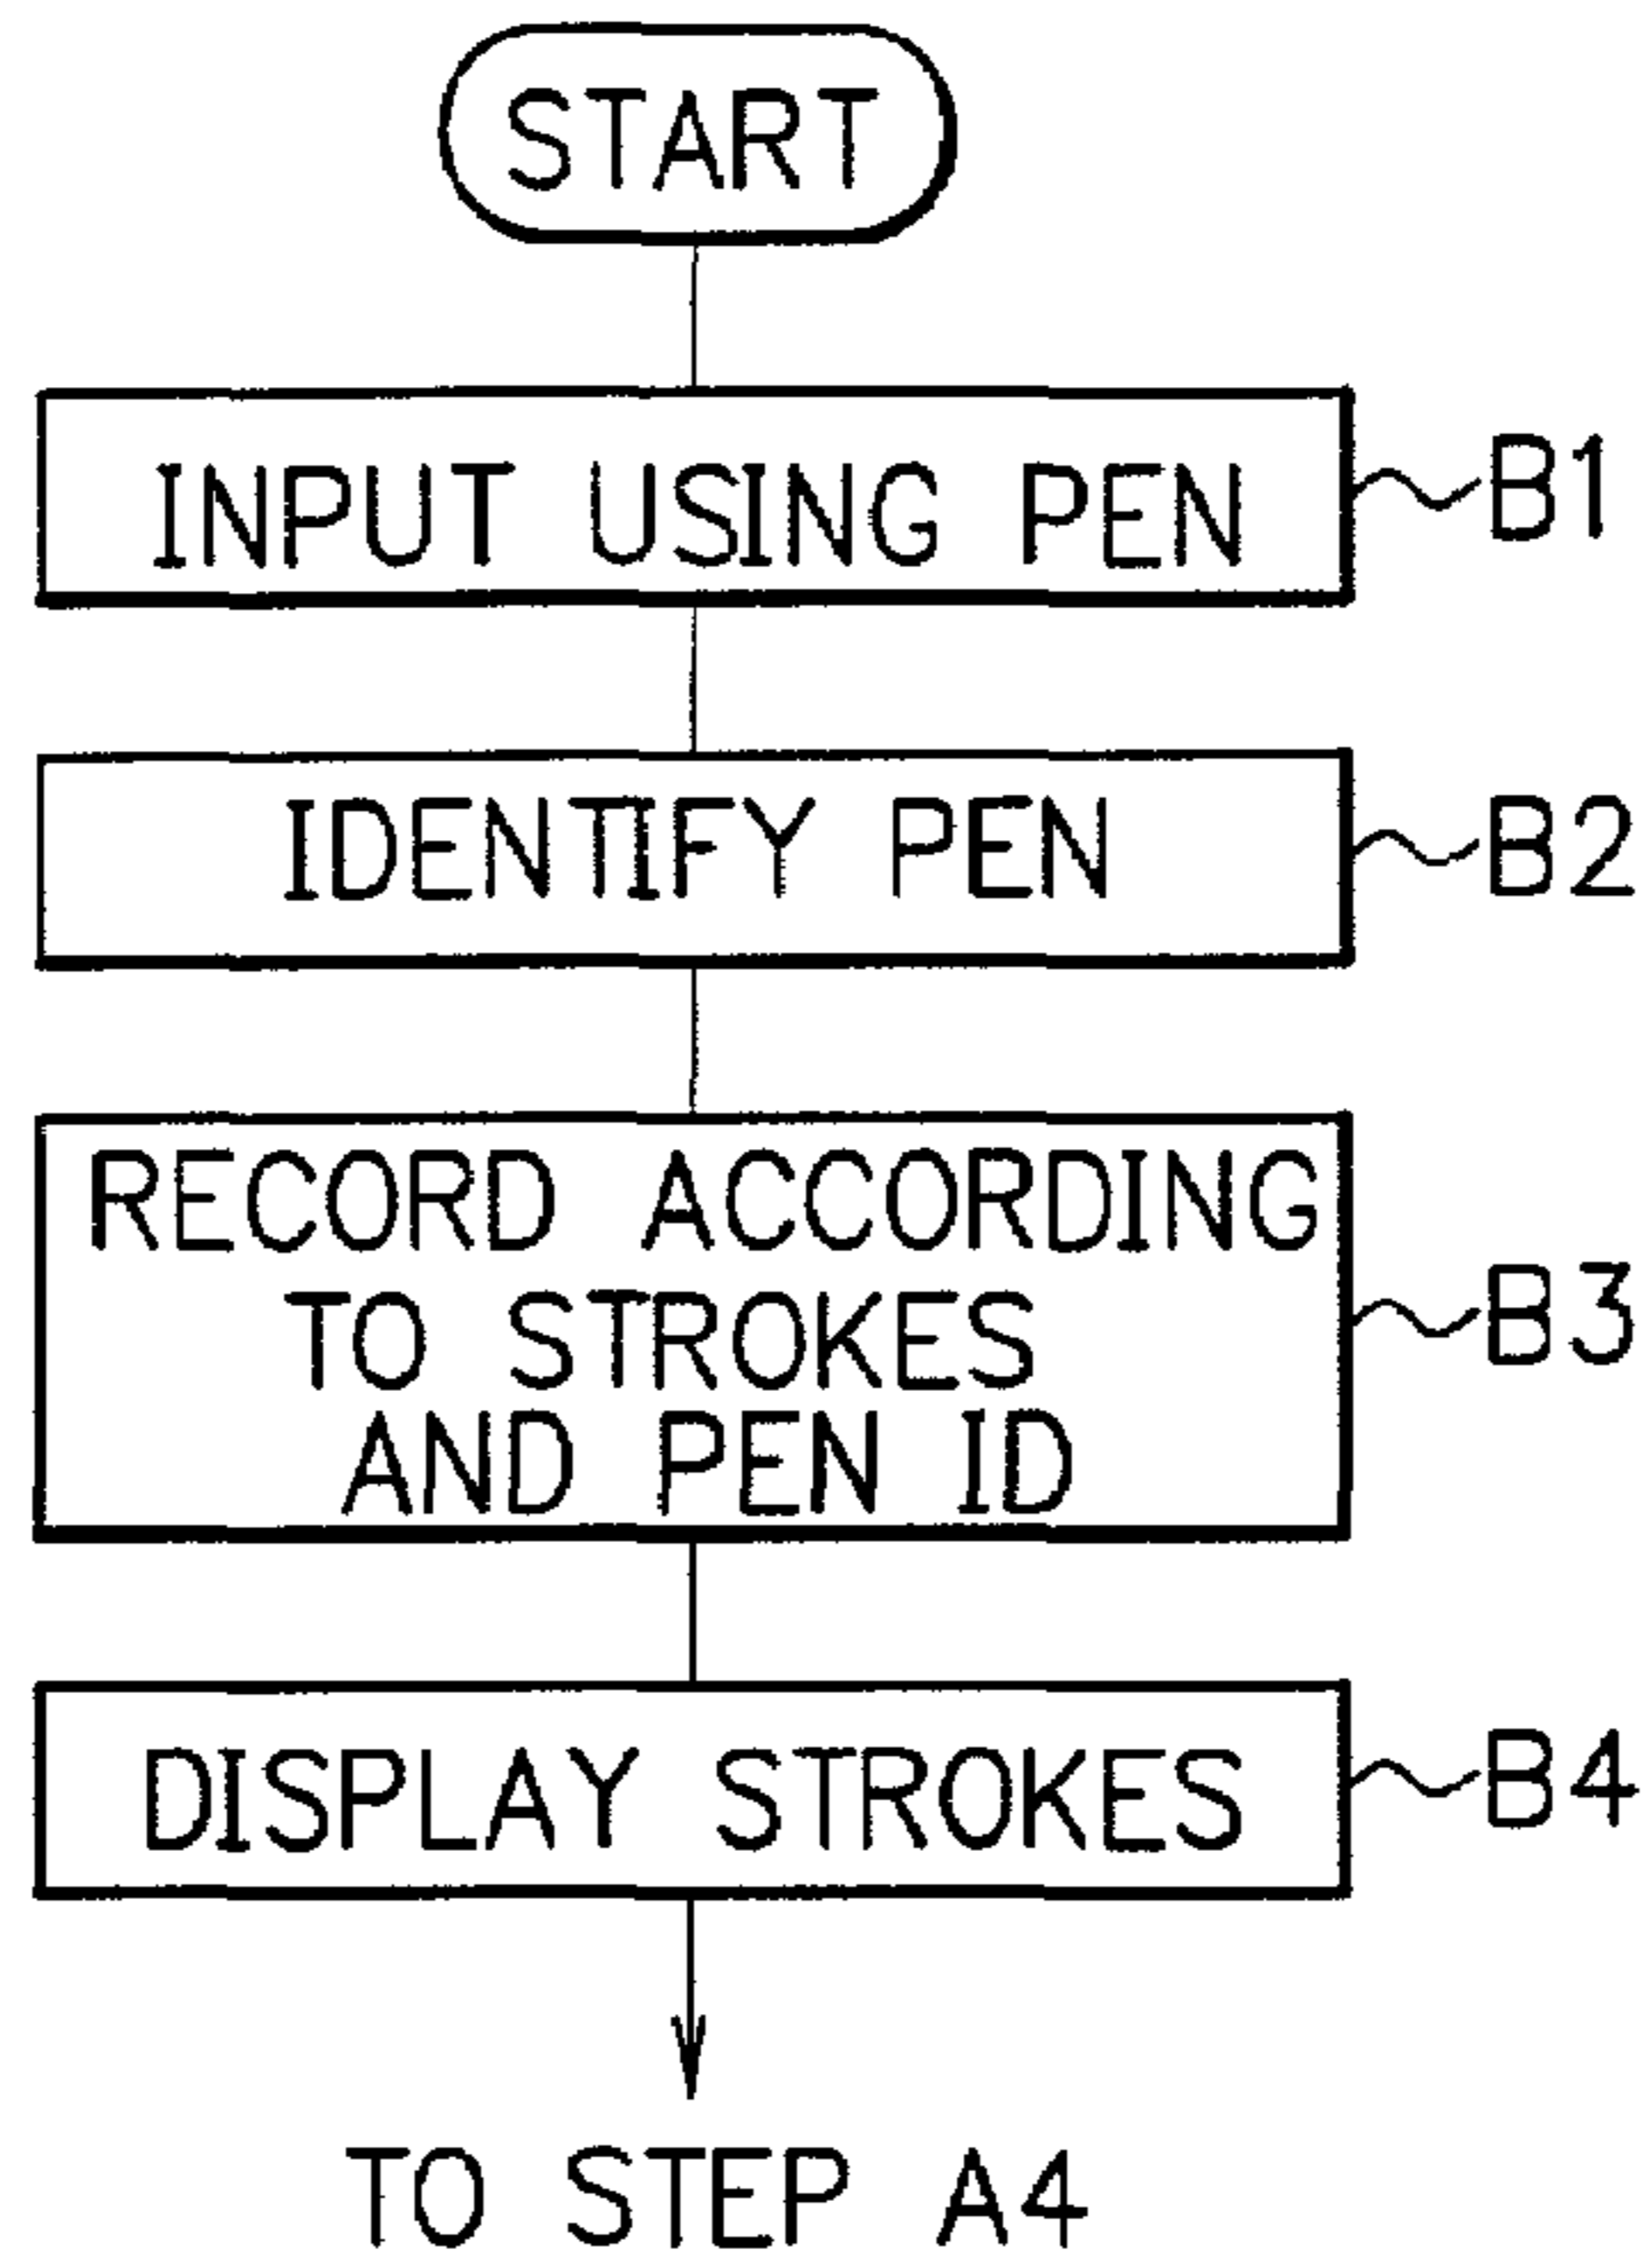 START
INPUT USING PEN
B1
IDENTIFY PEN
B2
RECORD ACCORDING
TO STROKES
AND PEN ID
B3
DISPLAY STROKES
B4
TO STEP A4